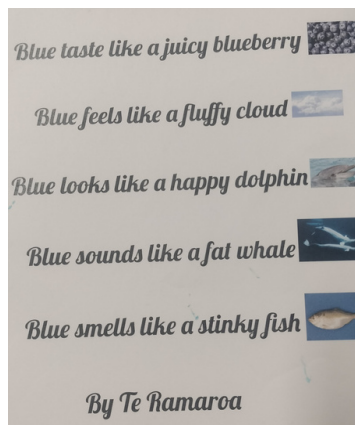 Blue taste like a juicy blueberry
Blue feels like a fluffy cloud
Blue looks like a happy dolphin
Blue sounds like a fat whale
Blue smells like a stinky fish
By Te Ramaroa